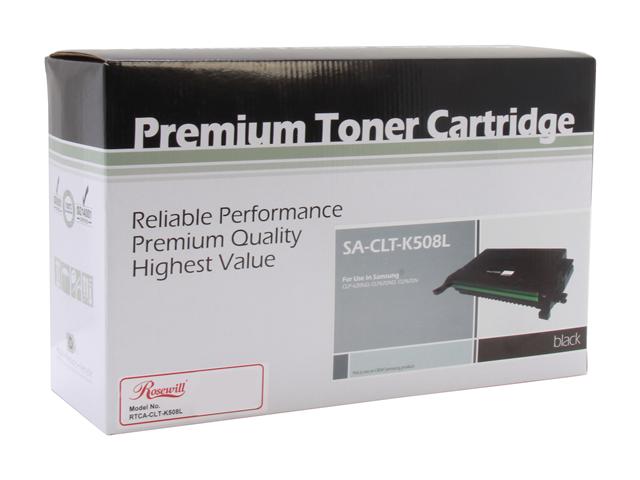 Premium Toner Cartridge
Reliable Performance
Premium Quality
Highest Value
SA-CLT-K508L
For Use in Samsung
black
Rosewill
Model No.
RTCA-CLT-K508L
ISO14001